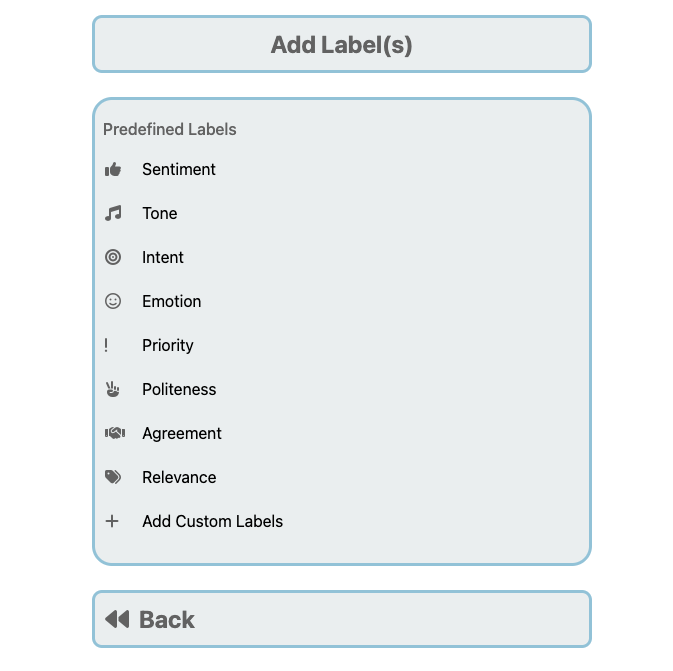 Add Label(s)
Predefined Labels
Sentiment
Tone
Intent
Emotion
Priority
Politeness
Agreement
Relevance
Add Custom Labels
Back